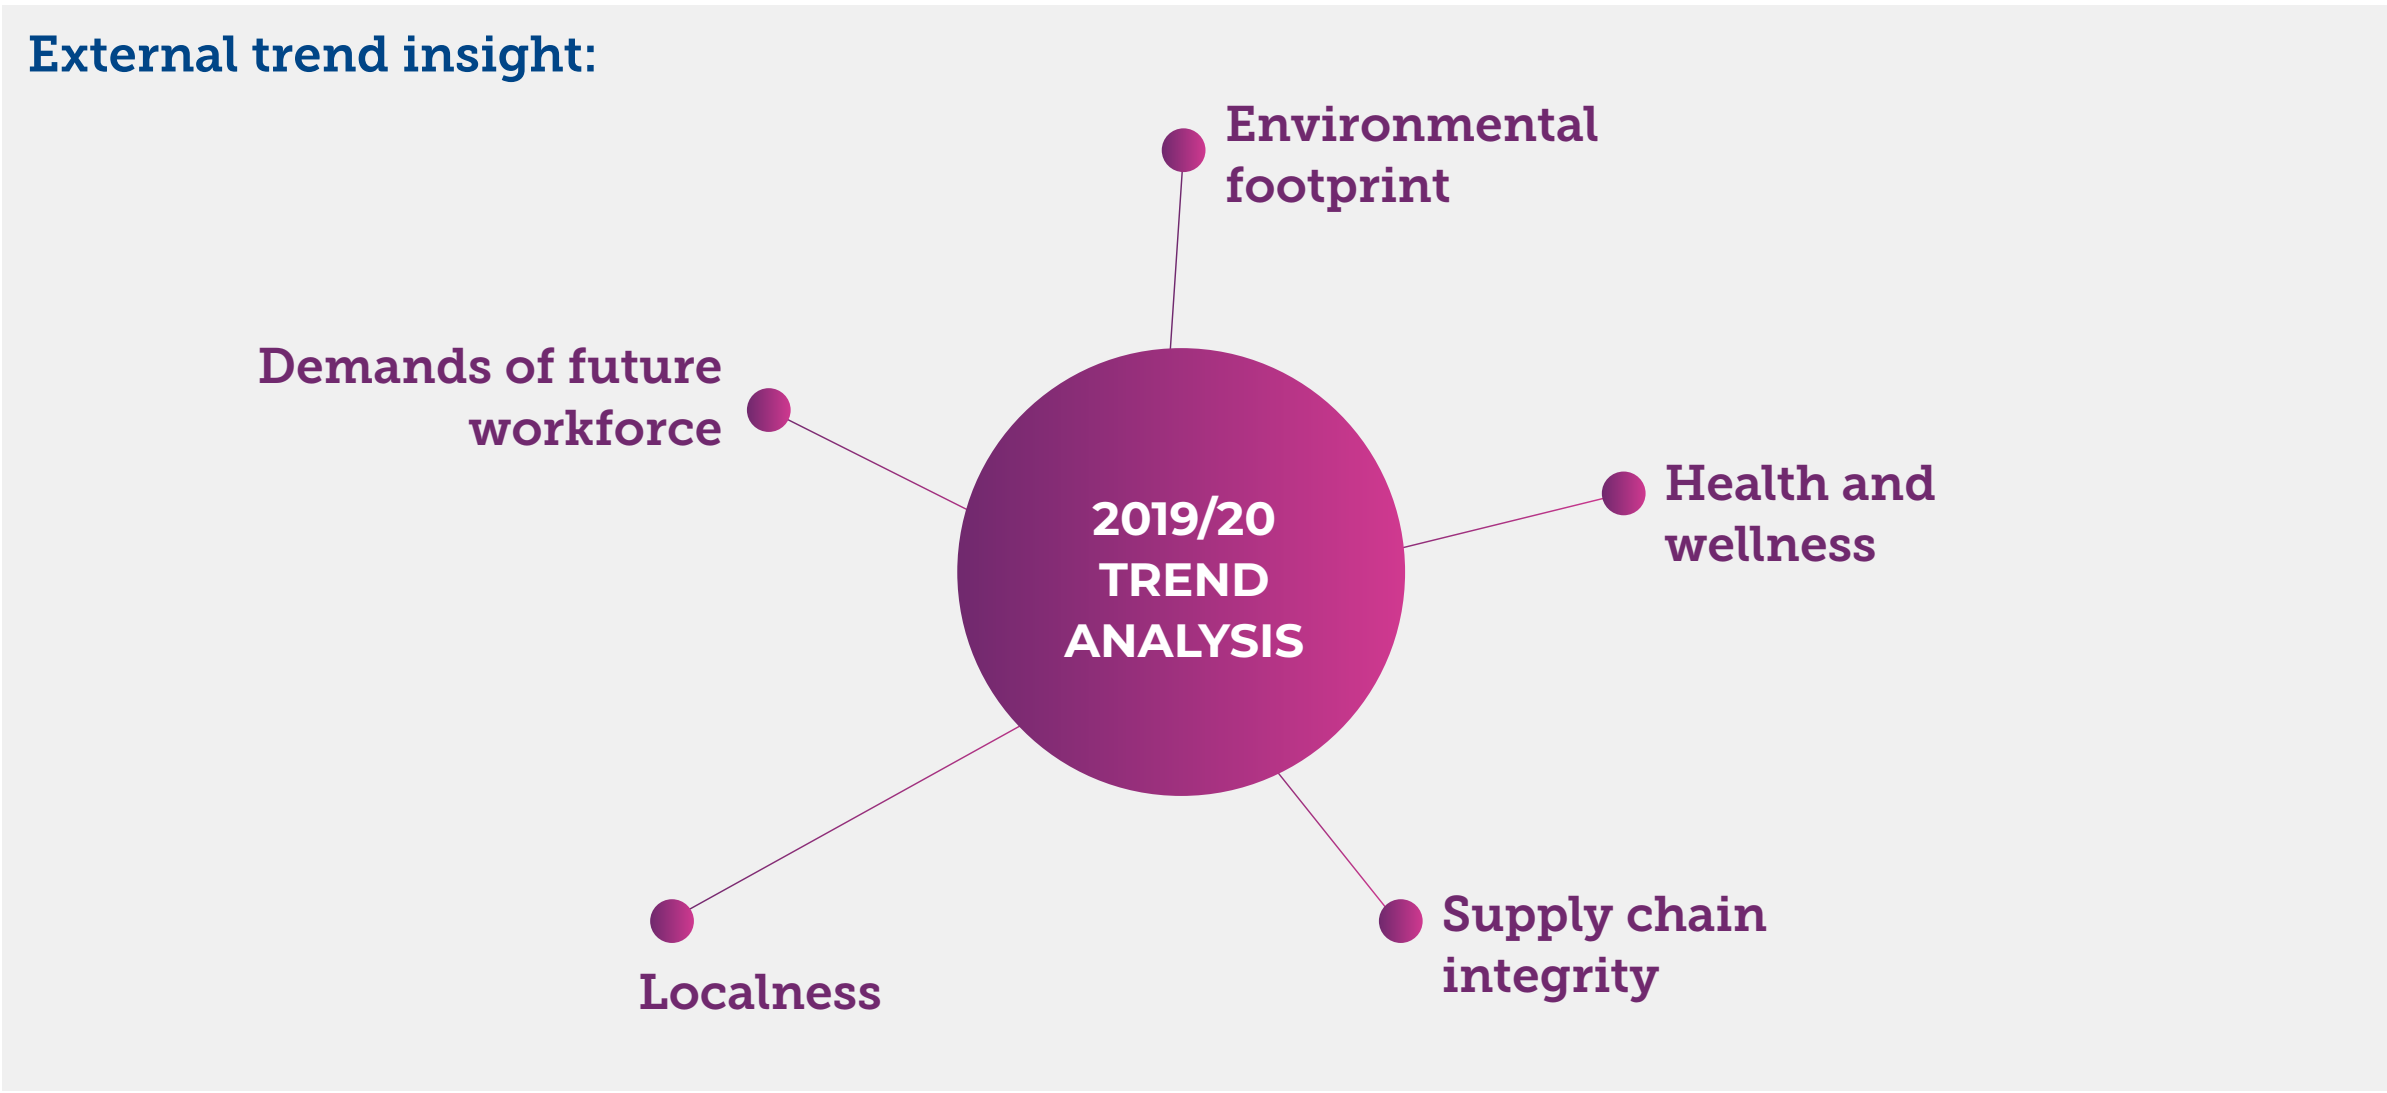 External trend insight:
Environmental
footprint
Demands of future
workforce
Health and
wellness
2019/20
TREND
ANALYSIS
Supply chain
integrity
Localness